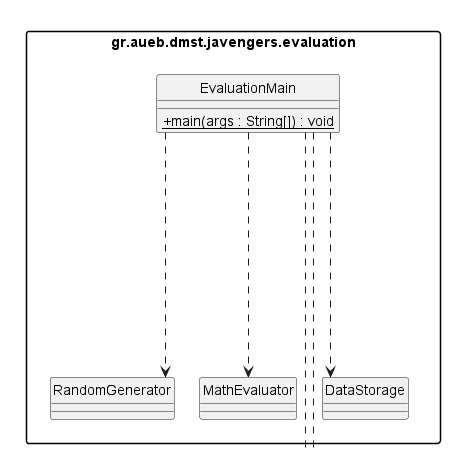 gr.aueb.dmst.javengers.evaluation
EvaluationMain
+main(args : String[]) : void
RandomGenerator
MathEvaluator
DataStorage